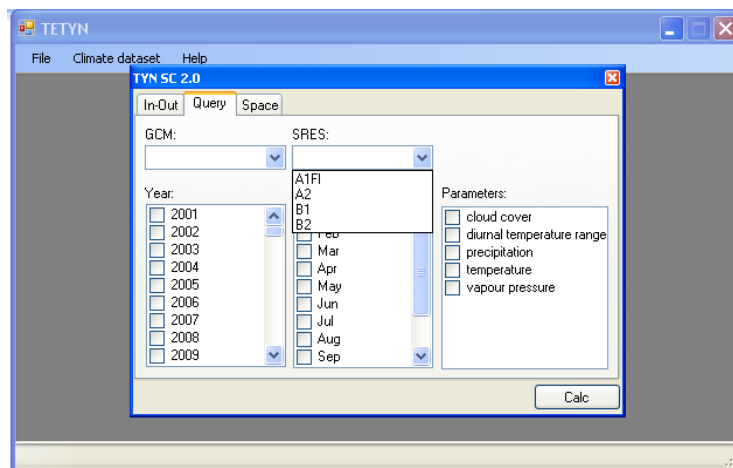 TETYN
File Climate dataset Help
TYN SC 2.0
In-Out Query Space
GCM: SRES:
A1FI
A2
B1
B2
Year:
2001
2002
2003
2004
2005
2006
2007
2008
2009
Feb
Mar
Apr
May
Jun
Jul
Aug
Sep
Parameters:
cloud cover
diurnal temperature range
precipitation
temperature
vapour pressure
Calc